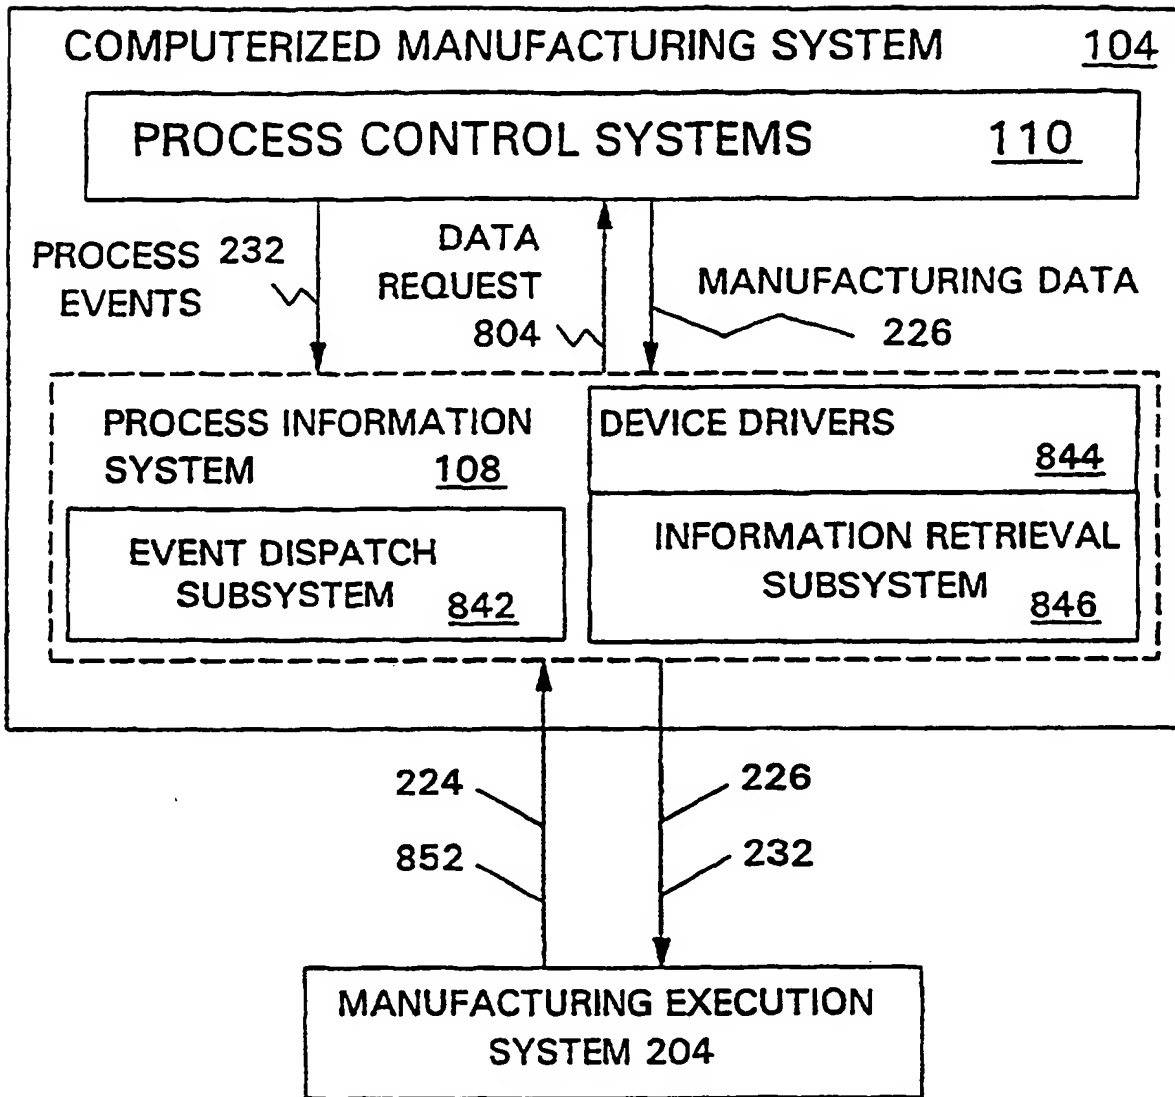 COMPUTERIZED MANUFACTURING SYSTEM 104
PROCESS CONTROL SYSTEMS 110
PROCESS 232
EVENTS
DATA
REQUEST
804
MANUFACTURING DATA
226
PROCESS INFORMATION
SYSTEM 108
DEVICE DRIVERS
844
EVENT DISPATCH
SUBSYSTEM 842
INFORMATION RETRIEVAL
SUBSYSTEM 846
224
226
852
232
MANUFACTURING EXECUTION
SYSTEM 204